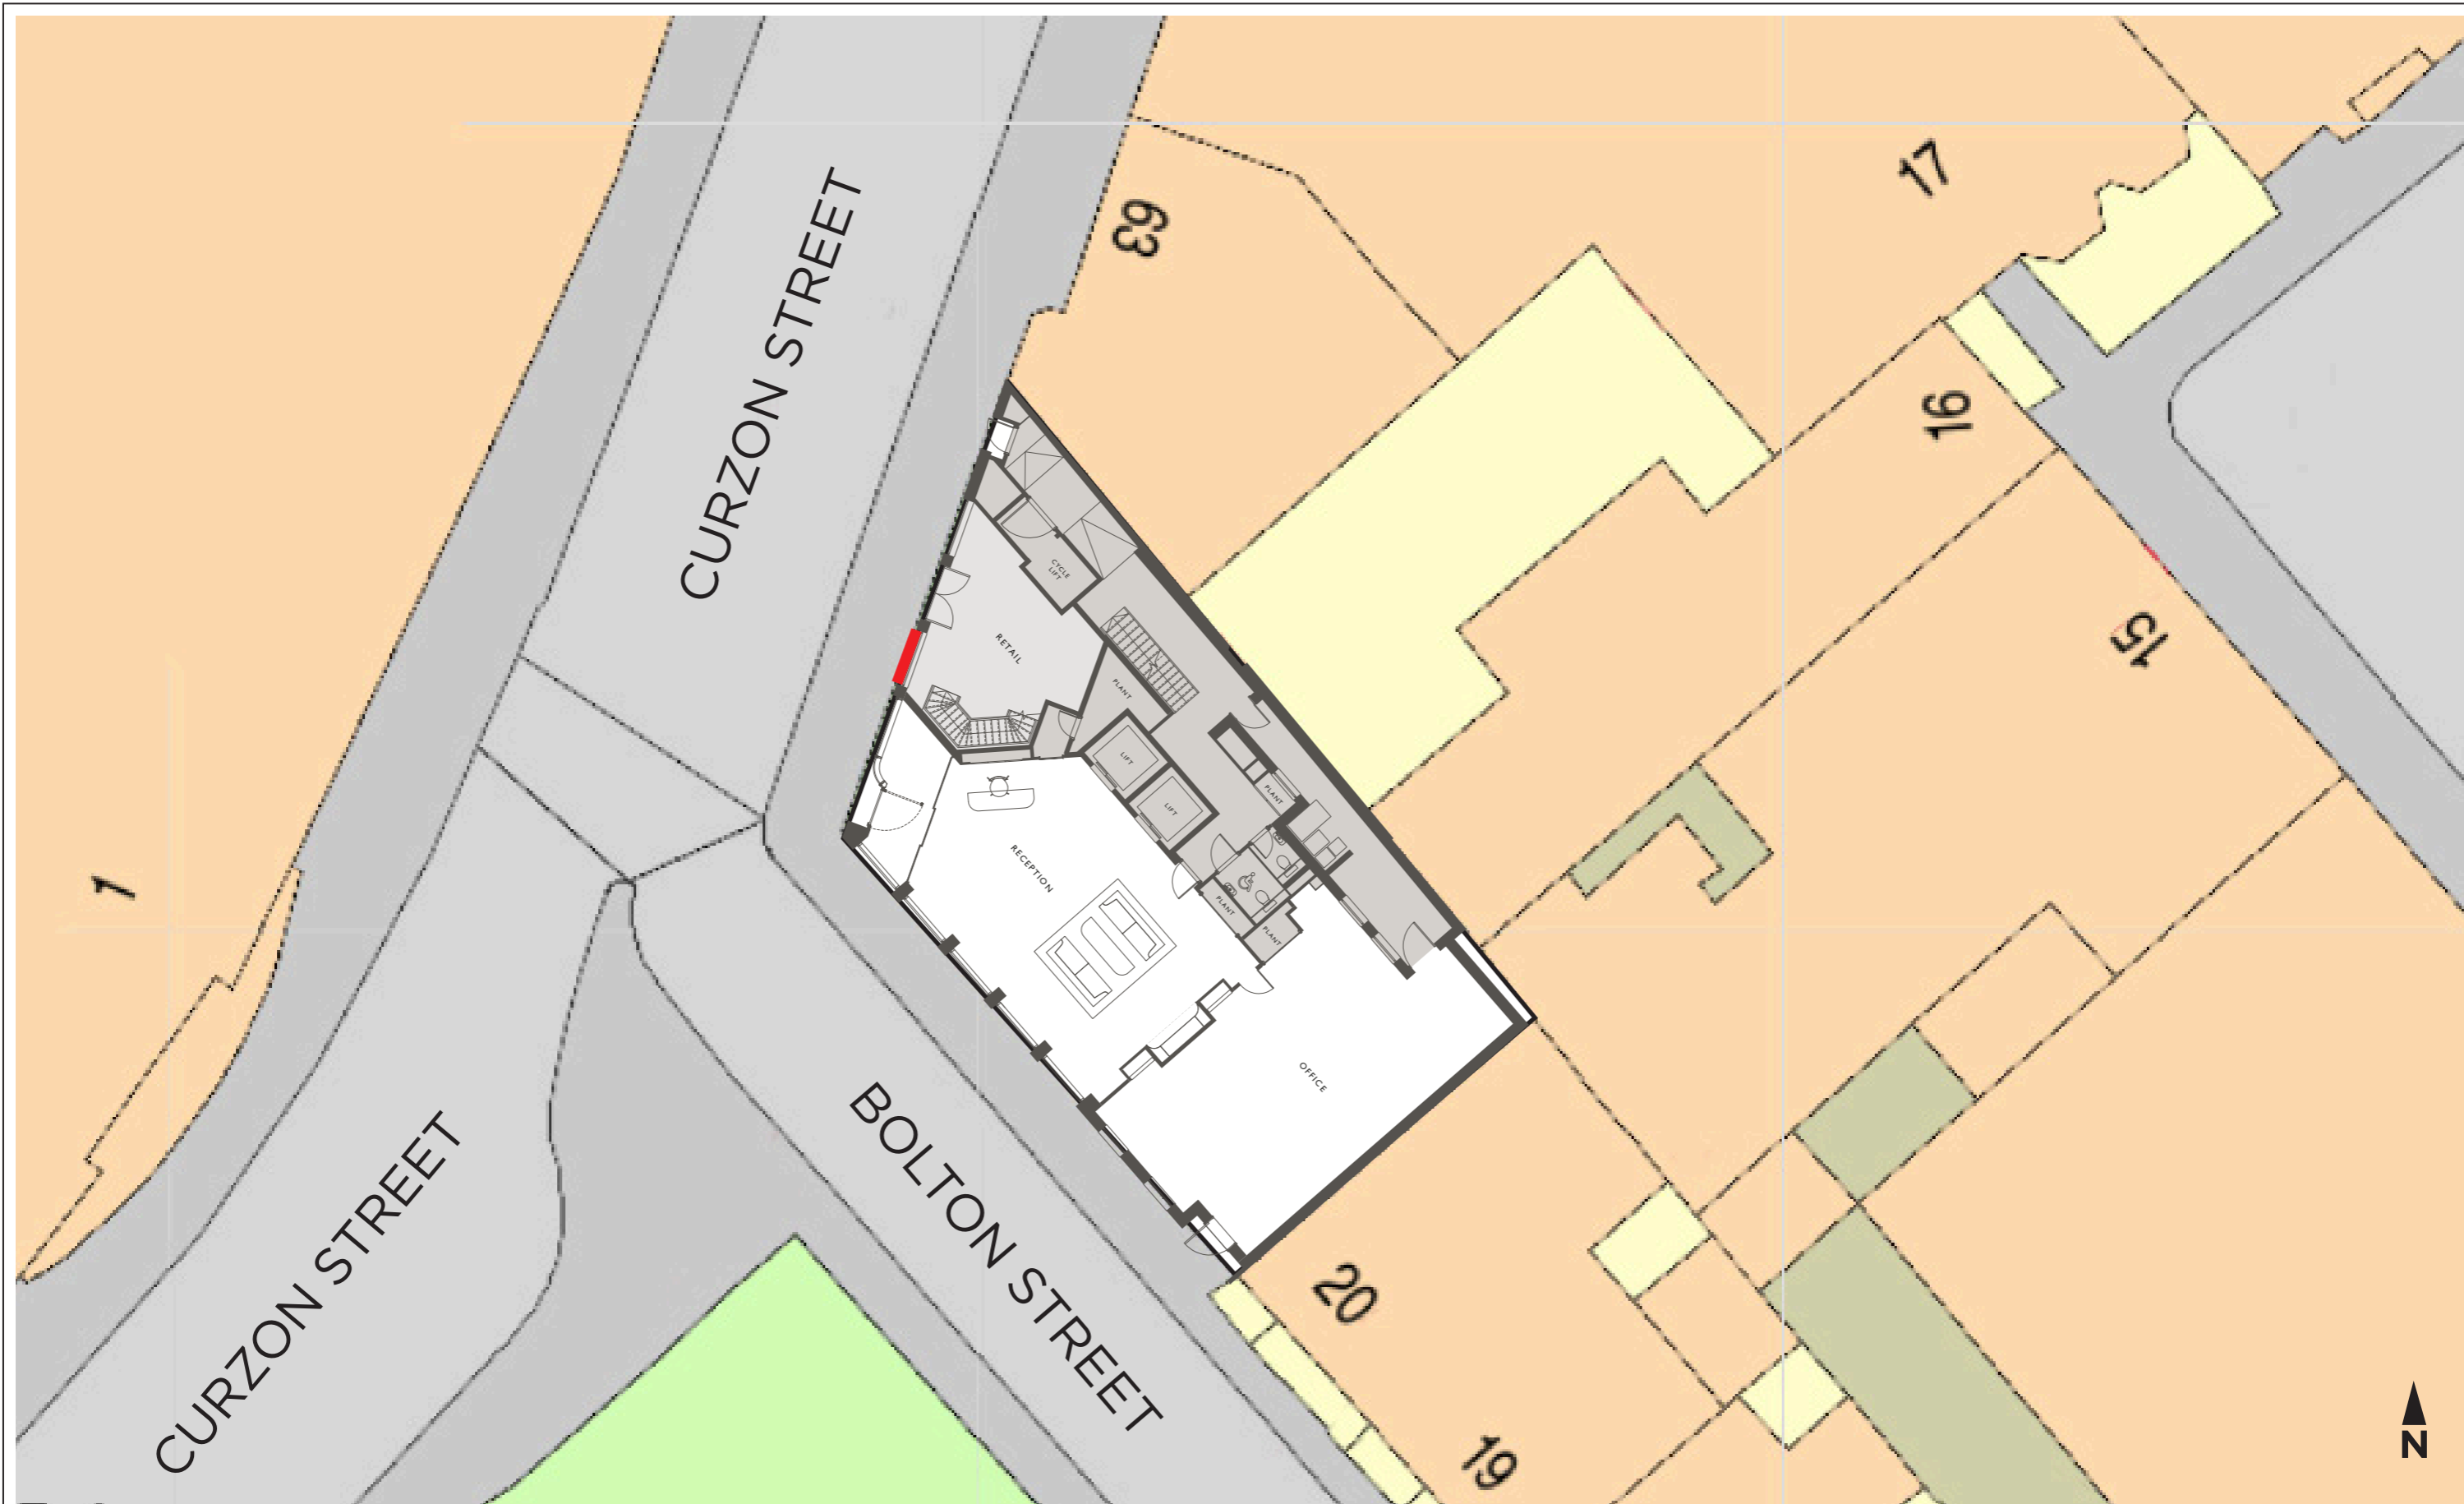 17
CURZON STREET
63
16
CYCLE
LIFT
15
RETAIL
PLANT
LIFT
PLANT
LIFT
1
RECEPTION
PLANT
PLANT
OFFICE
BOLTON STREET
CURZON STREET
20
19
N